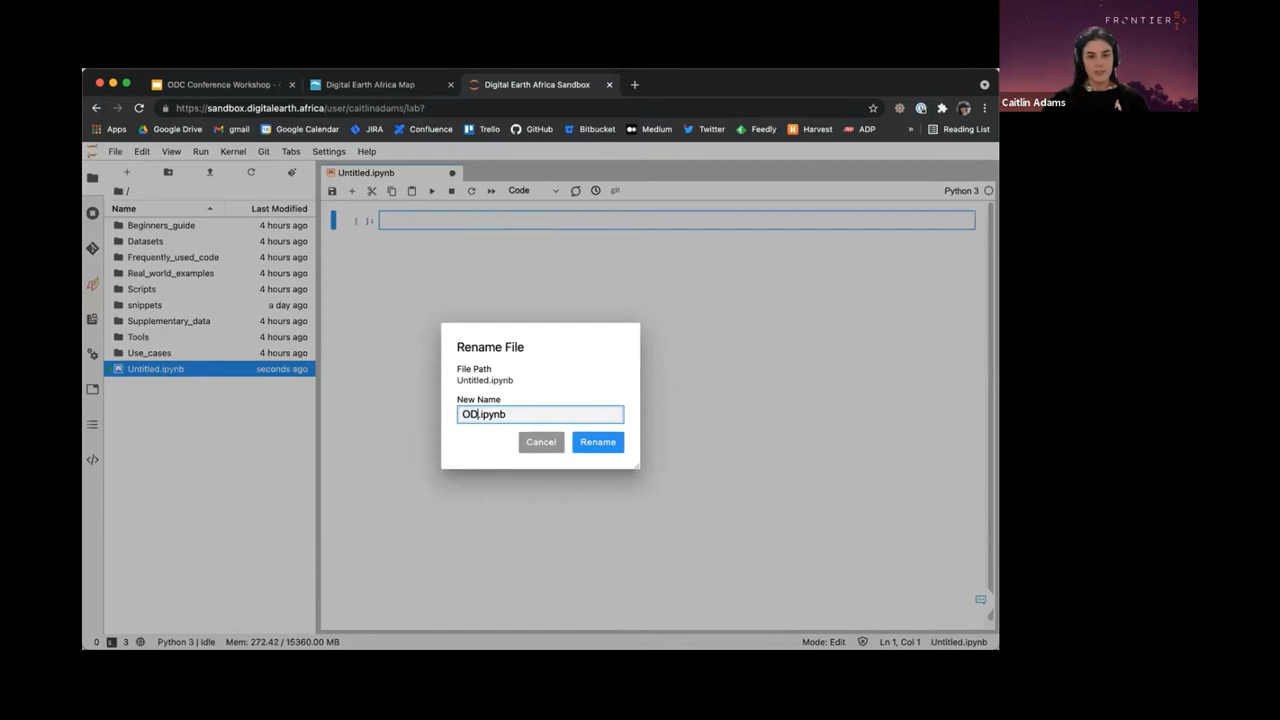 FRONTIER SI
Caitlin Adams
ODC Conference Workshop -
Digital Earth Africa Map
Digital Earth Africa Sandbox
https://sandbox.digitalearth.africa/user/caitlinadams/lab?
Apps Google Drive gmail Google Calendar JIRA Confluence Trello GitHub Bitbucket Medium Twitter Feedly Harvest ADP » Reading List
File Edit View Run Kernel Git Tabs Settings Help
Untitled.ipynb
/
Code git Python 3
Name Last Modified
Beginners_guide 4 hours ago
[ ]:
Datasets 4 hours ago
Frequently_used_code 4 hours ago
Real_world_examples 4 hours ago
Scripts 4 hours ago
snippets a day ago
Supplementary_data 4 hours ago
Tools 4 hours ago
Use_cases 4 hours ago
Untitled.ipynb seconds ago
Rename File
File Path
Untitled.ipynb
New Name
OD.ipynb
Cancel Rename
0 3 Python 3 | Idle Mem: 272.42 / 15360.00 MB Mode: Edit Ln 1, Col 1 Untitled.ipynb